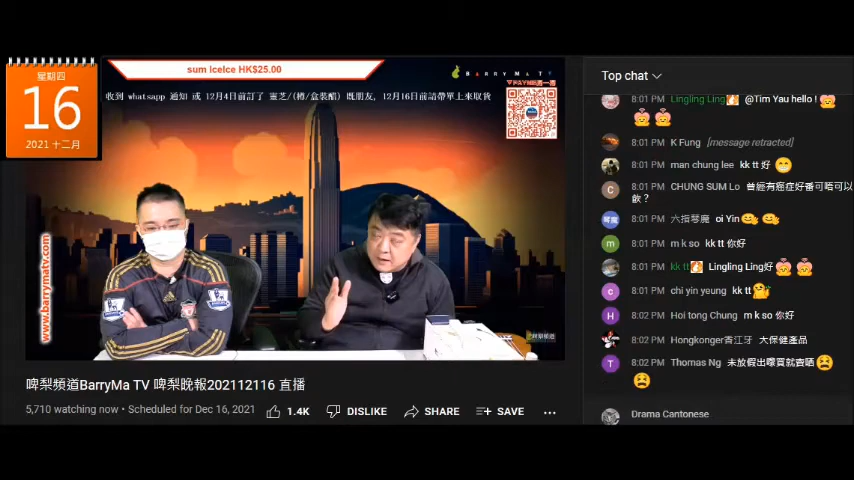 星期四
16
2021 十二月
sum IceIce HK$25.00
BARRYMATV
收到 whatsapp 通知 或 12月4日前訂了 靈芝/(樽/盒裝醋) 既朋友, 12月16日前請帶單上來取貨
www.barrymatv.com
啤梨頻道
啤梨頻道BarryMa TV 啤梨晚報202112116 直播
5,710 watching now • Scheduled for Dec 16, 2021
1.4K
DISLIKE
SHARE
SAVE
Top chat
8:01 PM Lingling Ling @Tim Yau hello !
8:01 PM K Fung [message retracted]
8:01 PM man chung lee kk tt 好
8:01 PM CHUNG SUM Lo 曾經有癌症好番可唔可以
飲？
8:01 PM 六指琴魔 oi Yin
8:01 PM m k so kk tt 你好
8:01 PM kk tt Lingling Ling好
8:01 PM chi yin yeung kk tt
8:02 PM Hoi tong Chung m k so 你好
8:02 PM Hongkonger香江牙 大保健產品
8:02 PM Thomas Ng 未放假出嚟買就賣晒
Drama Cantonese